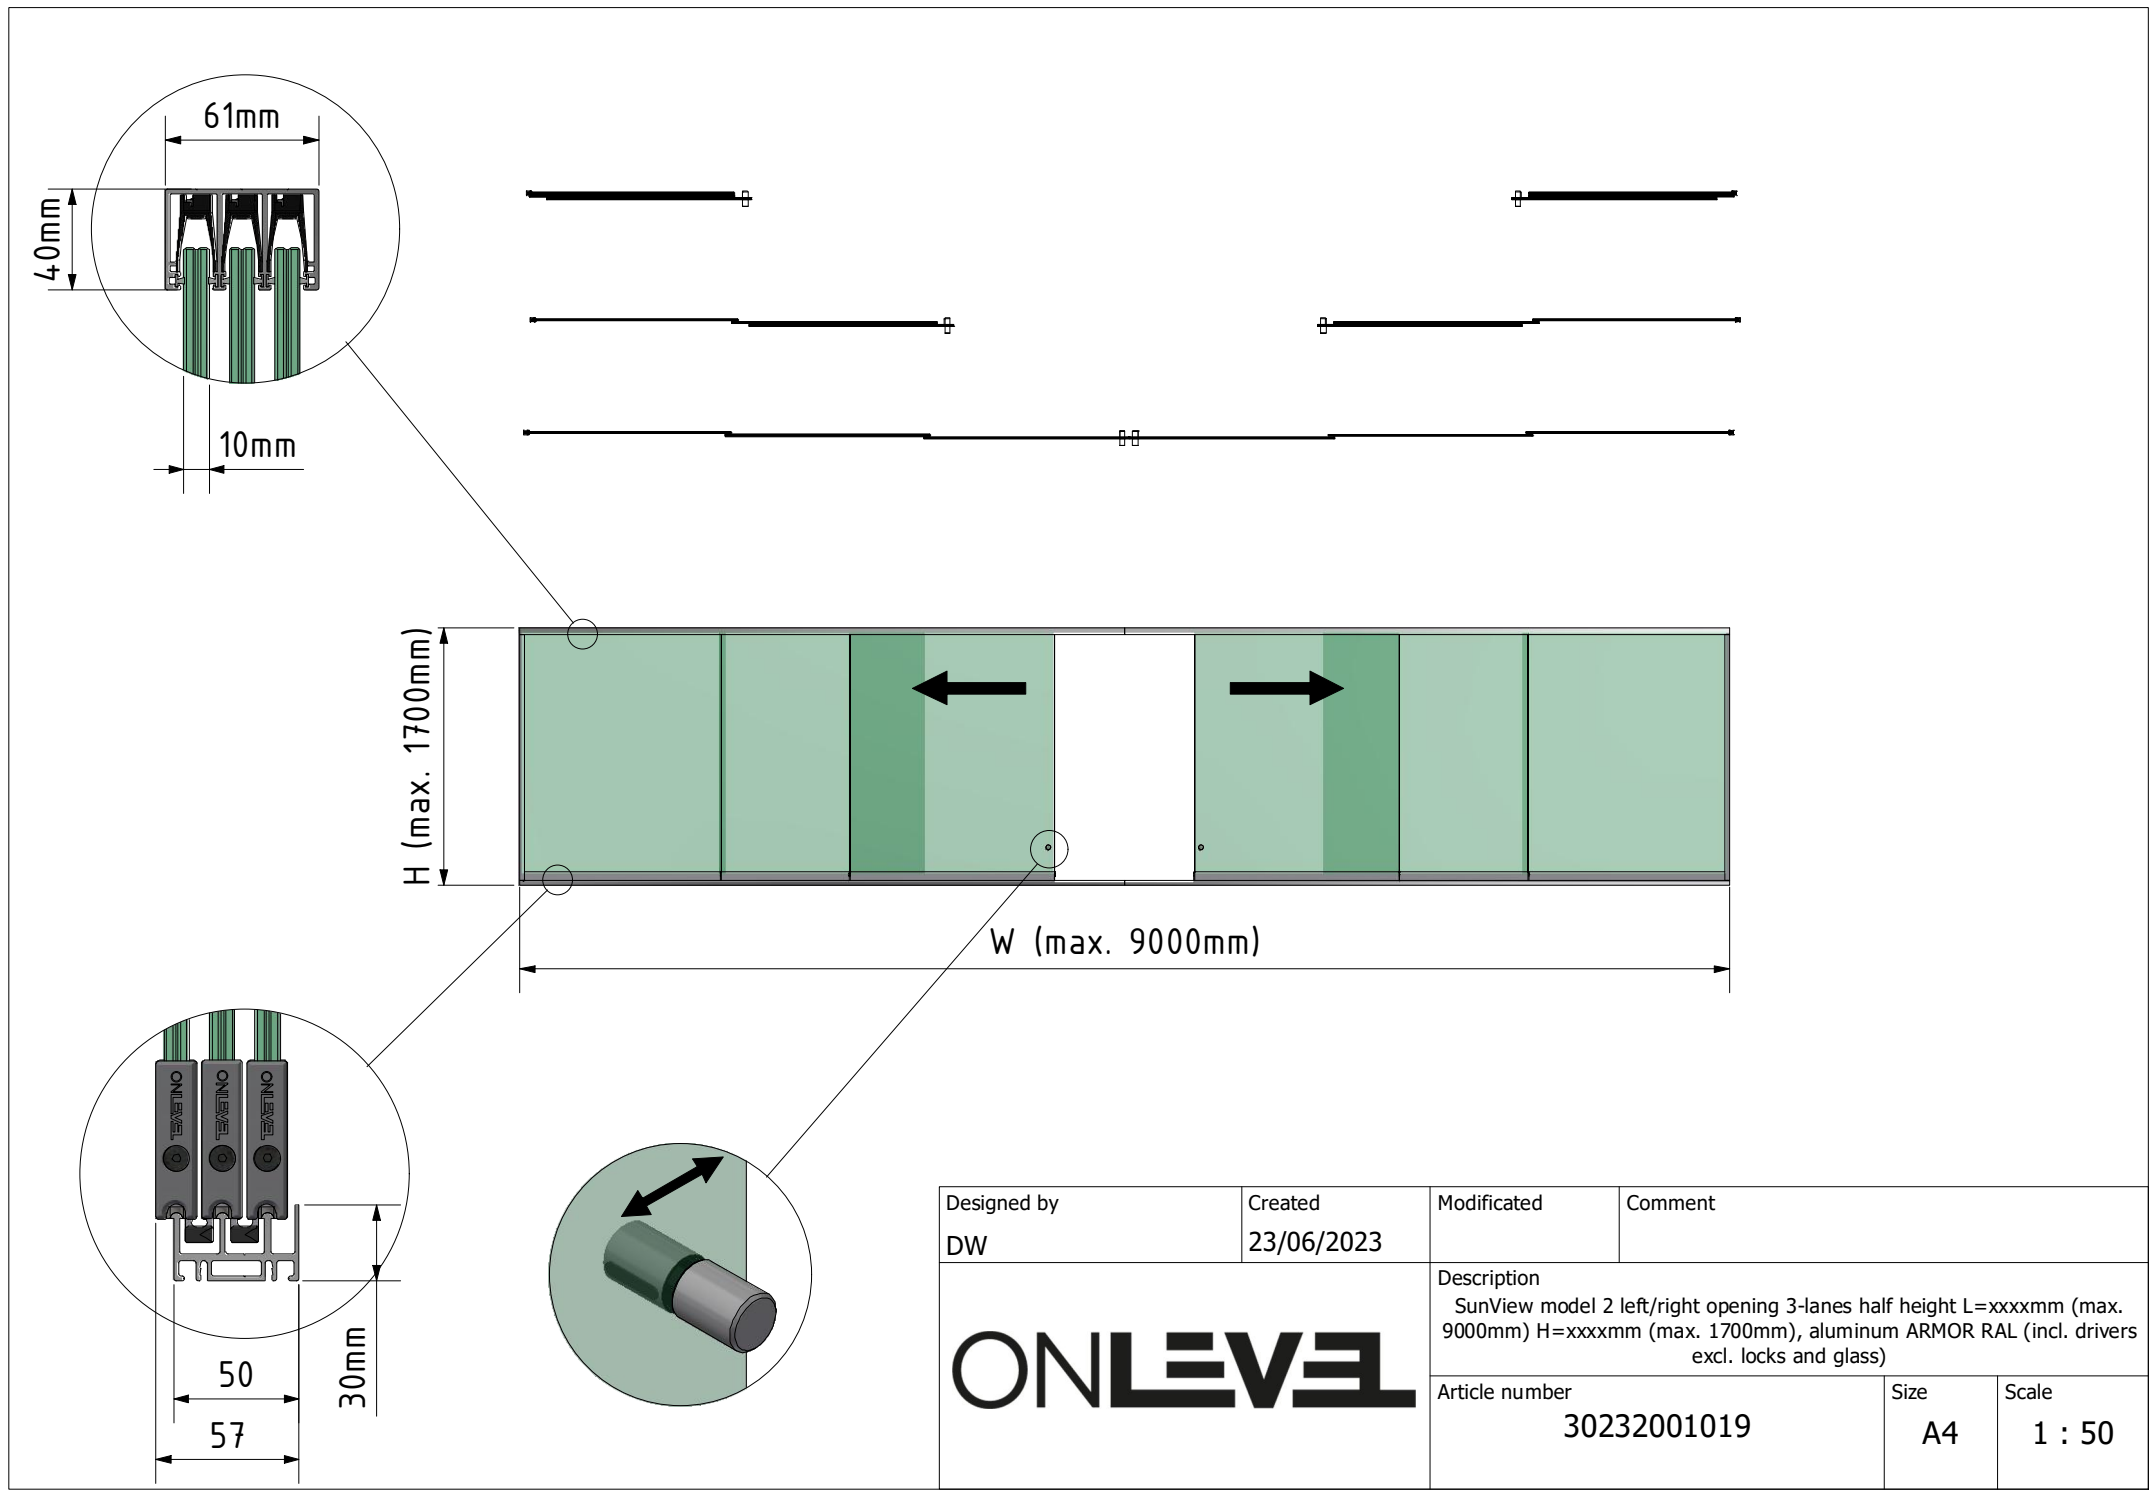 61mm
40mm
10mm
H (max. 1700mm)
W (max. 9000mm)
ONLEVEL
ONLEVEL
ONLEVEL
50
57
30mm
Designed by
DW
Created
23/06/2023
Modificated
Comment
ONLEVEL
Description
SunView model 2 left/right opening 3-lanes half height L=xxxxmm (max.
9000mm) H=xxxxmm (max. 1700mm), aluminum ARMOR RAL (incl. drivers
excl. locks and glass)
Article number
30232001019
Size
A4
Scale
1 : 50